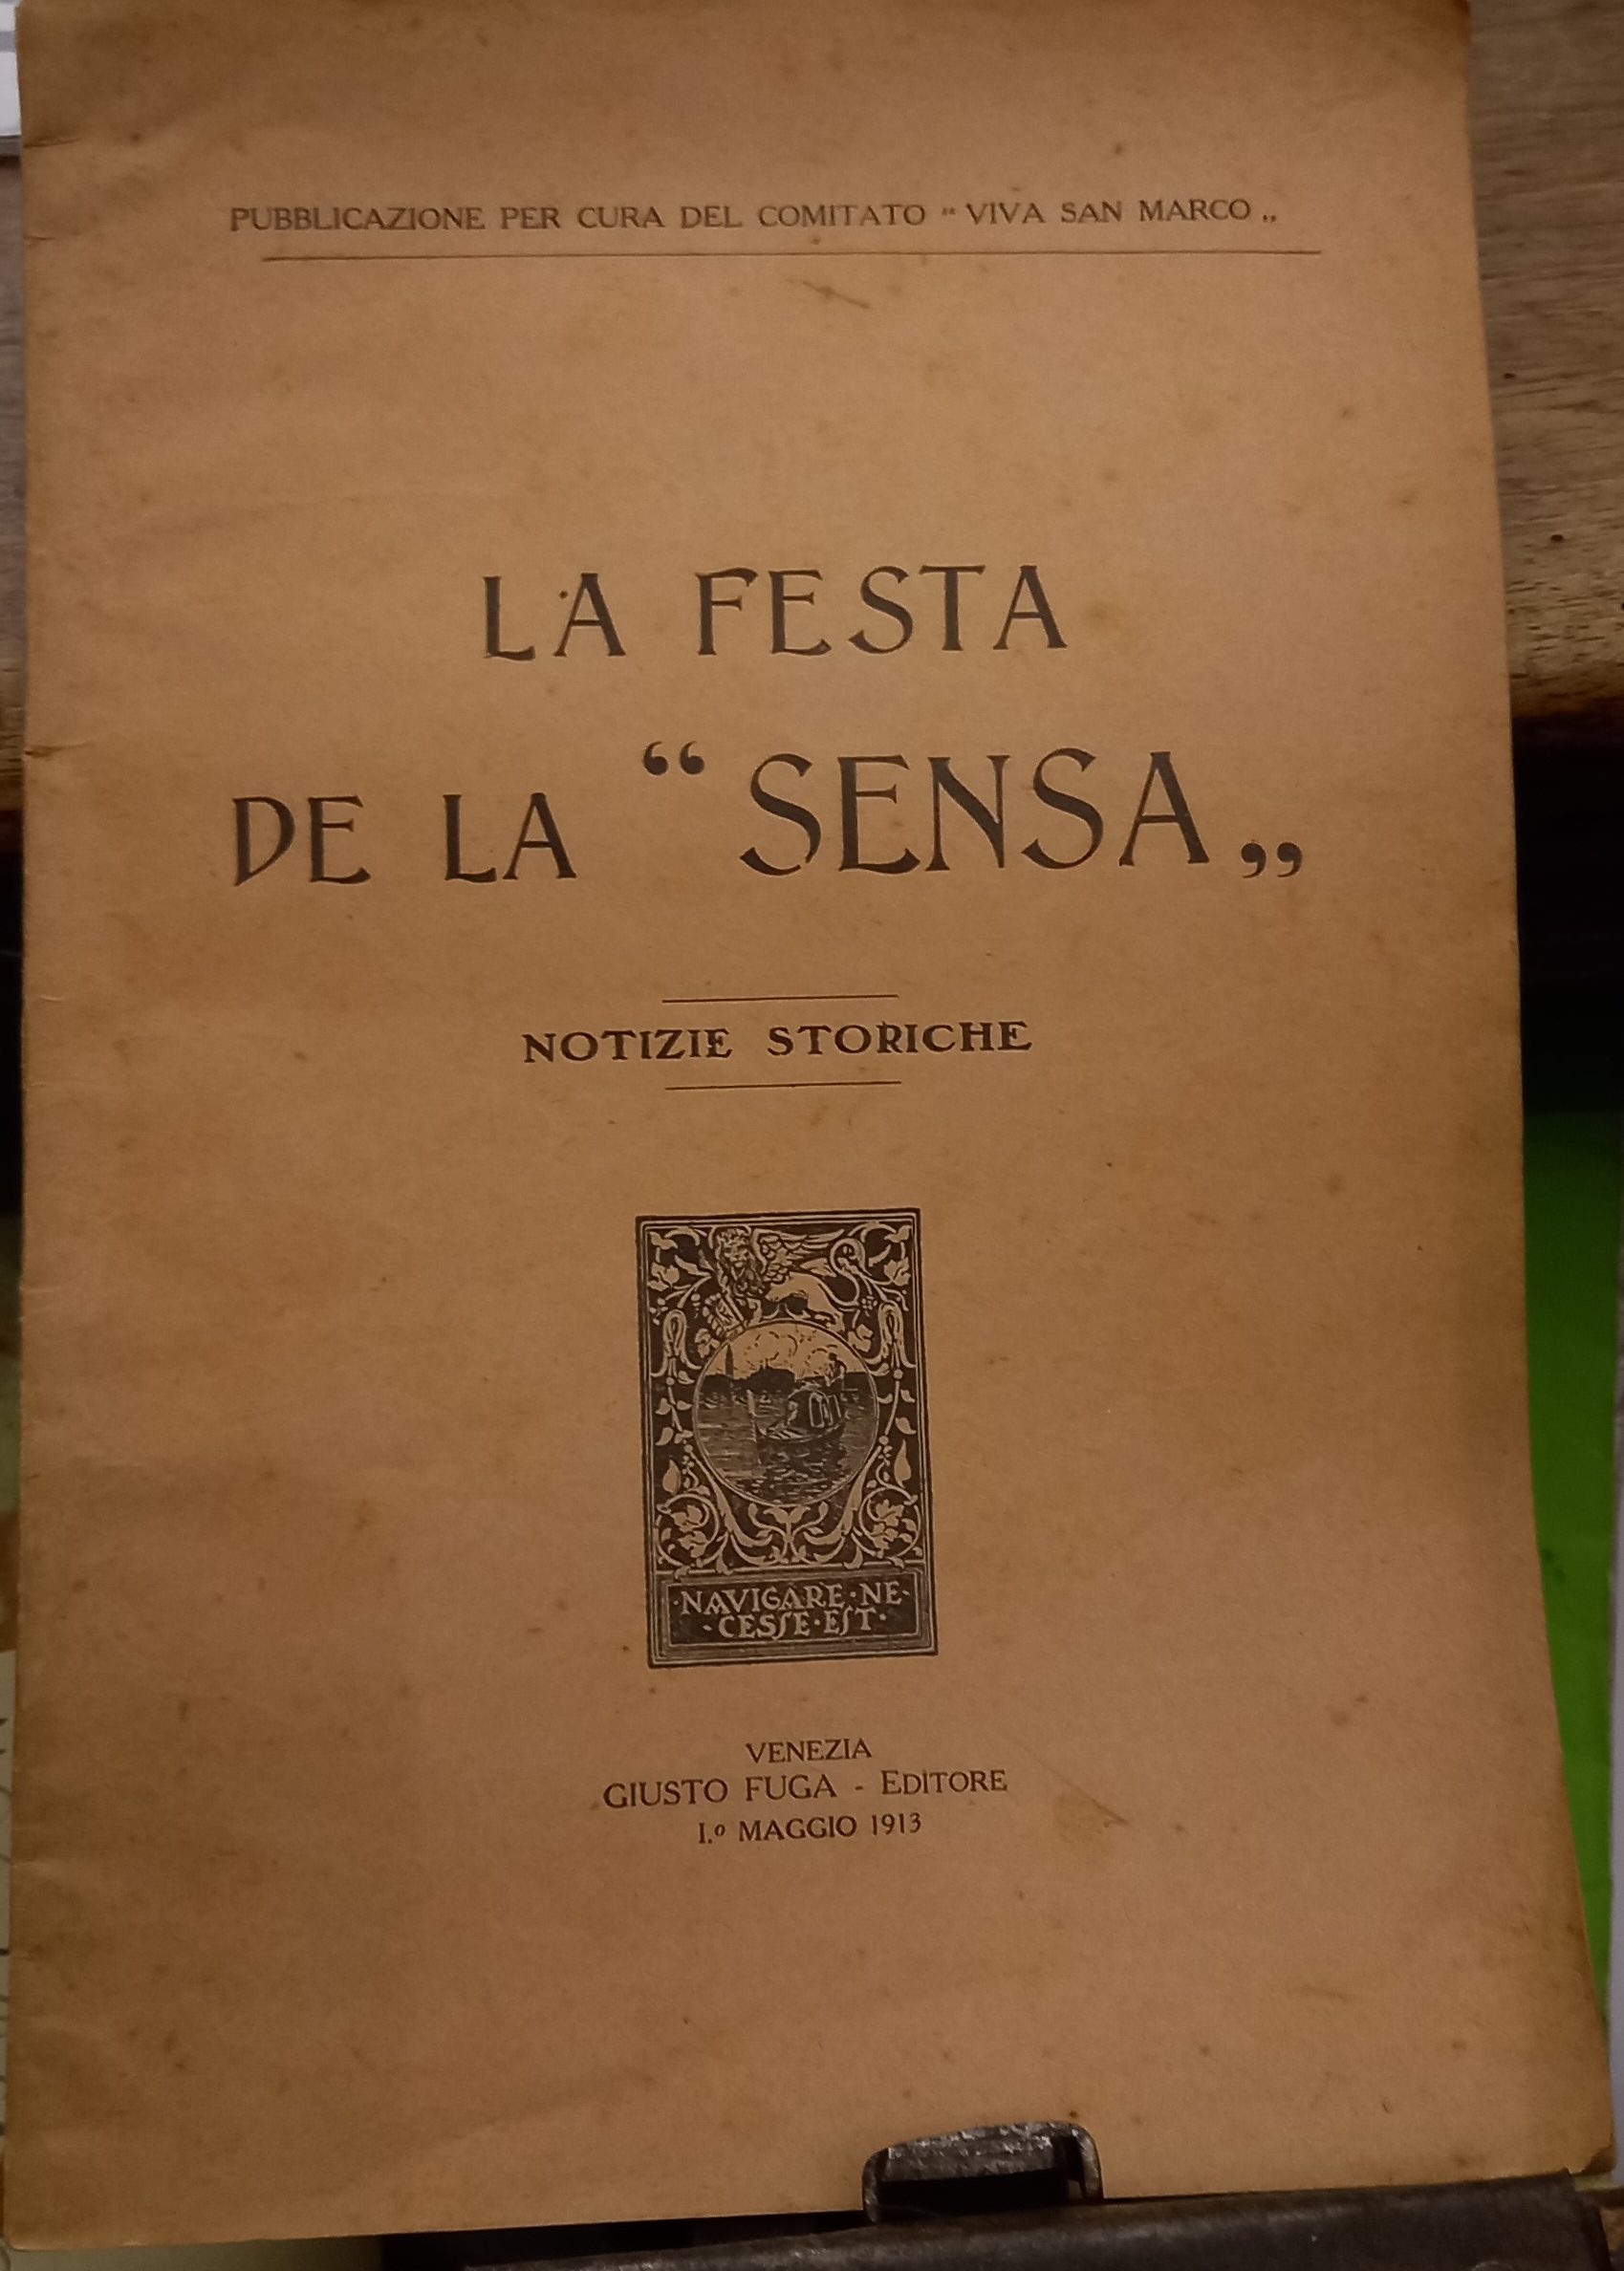 PUBBLICAZIONE PER CURA DEL COMITATO “ VIVA SAN MARCO „
LA FESTA
DE LA “ SENSA „
NOTIZIE STORICHE
·NAVIGARE·NE·
·CESSE·EST·
VENEZIA
GIUSTO FUGA - EDITORE
I.º MAGGIO 1913